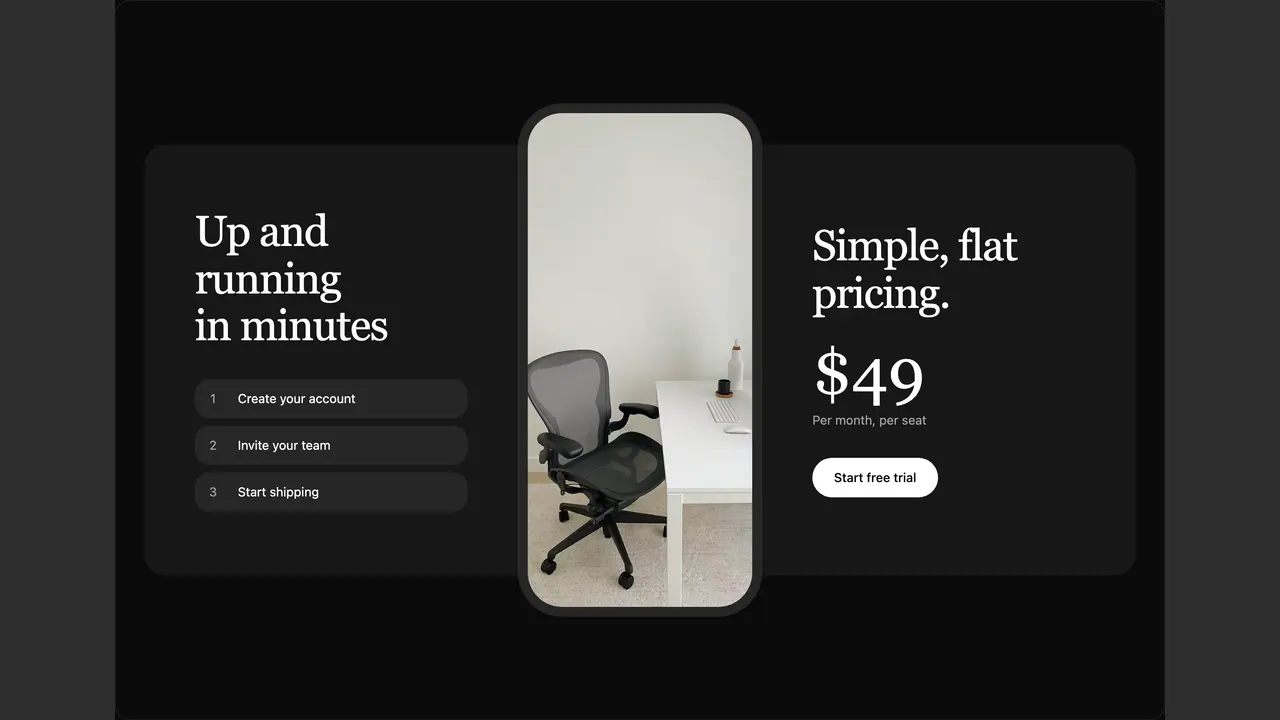 Up and
running
in minutes
1 Create your account
2 Invite your team
3 Start shipping
Simple, flat
pricing.
$49
Per month, per seat
Start free trial